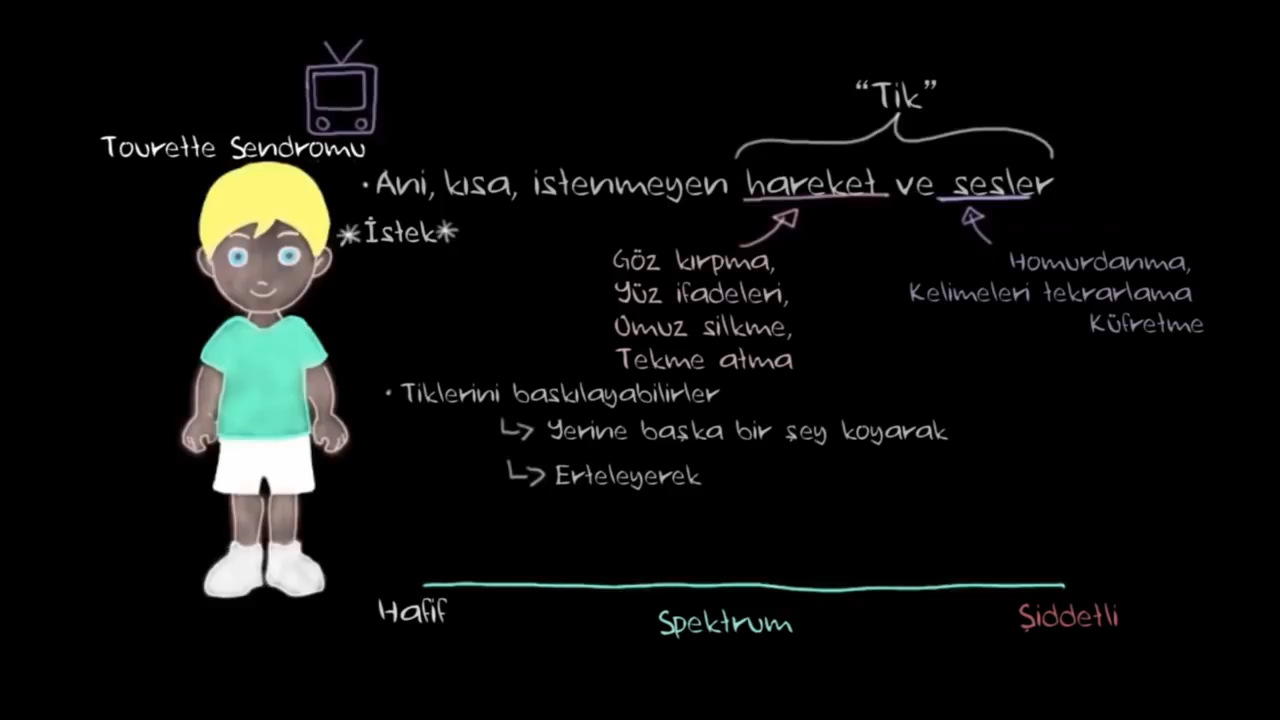 “Tik”
Tourette Sendromu
• Ani, kısa, istenmeyen hareket ve sesler
*İstek*
Göz kırpma,
Yüz ifadeleri,
Omuz silkme,
Tekme atma
Homurdanma,
Kelimeleri tekrarlama
Küfretme
• Tiklerini baskılayabilirler
Yerine başka bir şey koyarak
Erteleyerek
Hafif
Spektrum
Şiddetli